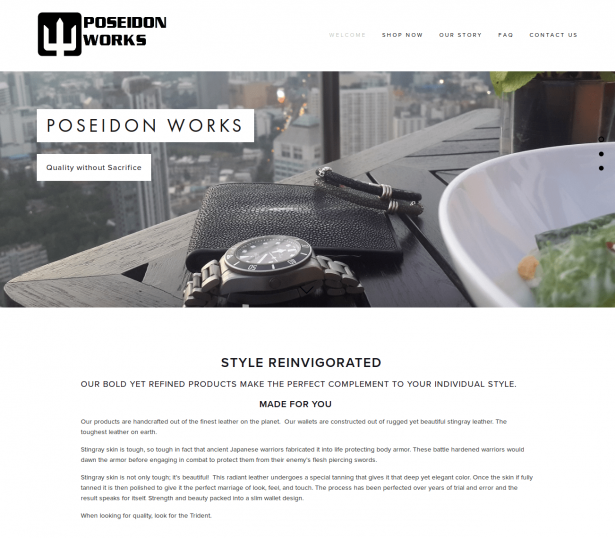 POSEIDON
WORKS
WELCOME SHOP NOW OUR STORY FAQ CONTACT US
POSEIDON WORKS
Quality without Sacrifice
STYLE REINVIGORATED
OUR BOLD YET REFINED PRODUCTS MAKE THE PERFECT COMPLEMENT TO YOUR INDIVIDUAL STYLE.
MADE FOR YOU
Our products are handcrafted out of the finest leather on the planet. Our wallets are constructed out of rugged yet beautiful stingray leather. The
toughest leather on earth.
Stingray skin is tough, so tough in fact that ancient Japanese warriors fabricated it into life protecting body armor. These battle hardened warriors would
dawn the armor before engaging in combat to protect them from their enemy's flesh piercing swords.
Stingray skin is not only tough; it's beautiful! This radiant leather undergoes a special tanning that gives it that deep yet elegant color. Once the skin if fully
tanned it is then polished to give it the perfect marriage of look, feel, and touch. The process has been perfected over years of trial and error and the
result speaks for itself. Strength and beauty packed into a slim wallet design.
When looking for quality, look for the Trident.